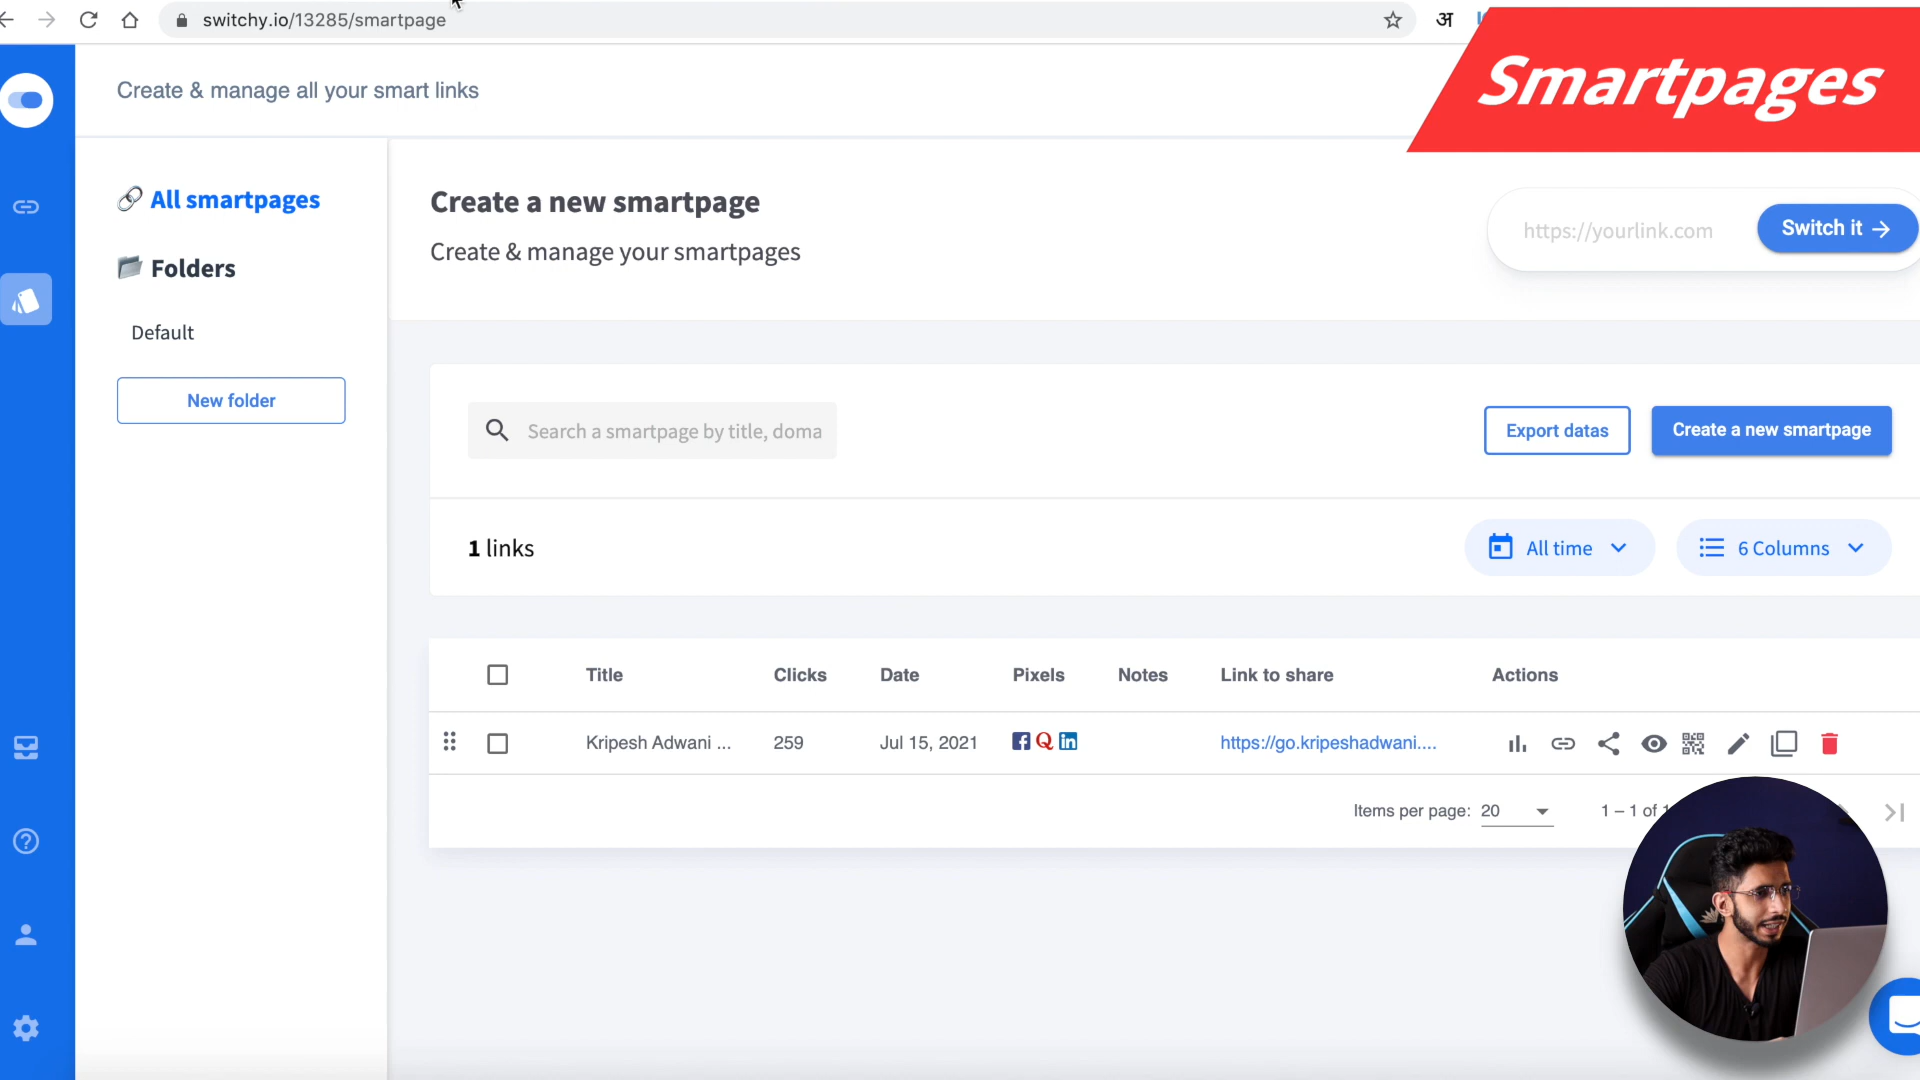 switchy.io/13285/smartpage
अ
Smartpages
Create & manage all your smart links
All smartpages
Folders
Default
New folder
Create a new smartpage
Create & manage your smartpages
https://yourlink.com
Switch it
Search a smartpage by title, doma
Export datas
Create a new smartpage
1 links
All time
6 Columns
Title Clicks Date Pixels Notes Link to share Actions
Kripesh Adwani ... 259 Jul 15, 2021 https://go.kripeshadwani....
Items per page: 20 1 – 1 of